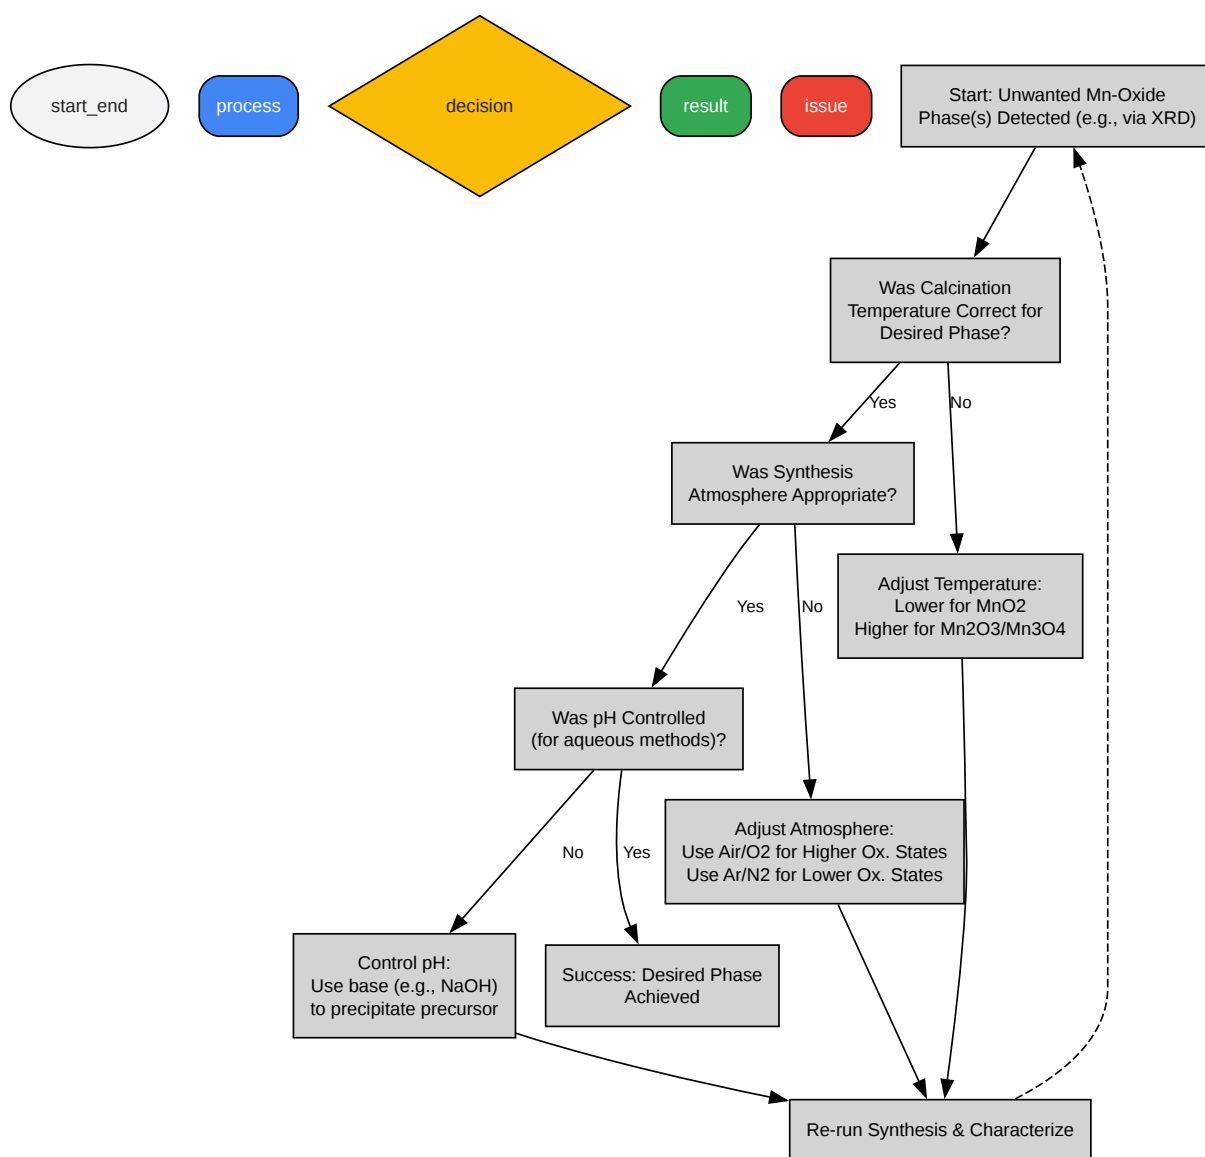 start_end
process
decision
result
issue
Start: Unwanted Mn-Oxide
Phase(s) Detected (e.g., via XRD)
Was Calcination
Temperature Correct for
Desired Phase?
Yes
No
Was Synthesis
Atmosphere Appropriate?
Adjust Temperature:
Lower for MnO2
Higher for Mn2O3/Mn3O4
Yes
No
Was pH Controlled
(for aqueous methods)?
Adjust Atmosphere:
Use Air/O2 for Higher Ox. States
Use Ar/N2 for Lower Ox. States
No
Yes
Control pH:
Use base (e.g., NaOH)
to precipitate precursor
Success: Desired Phase
Achieved
Re-run Synthesis & Characterize